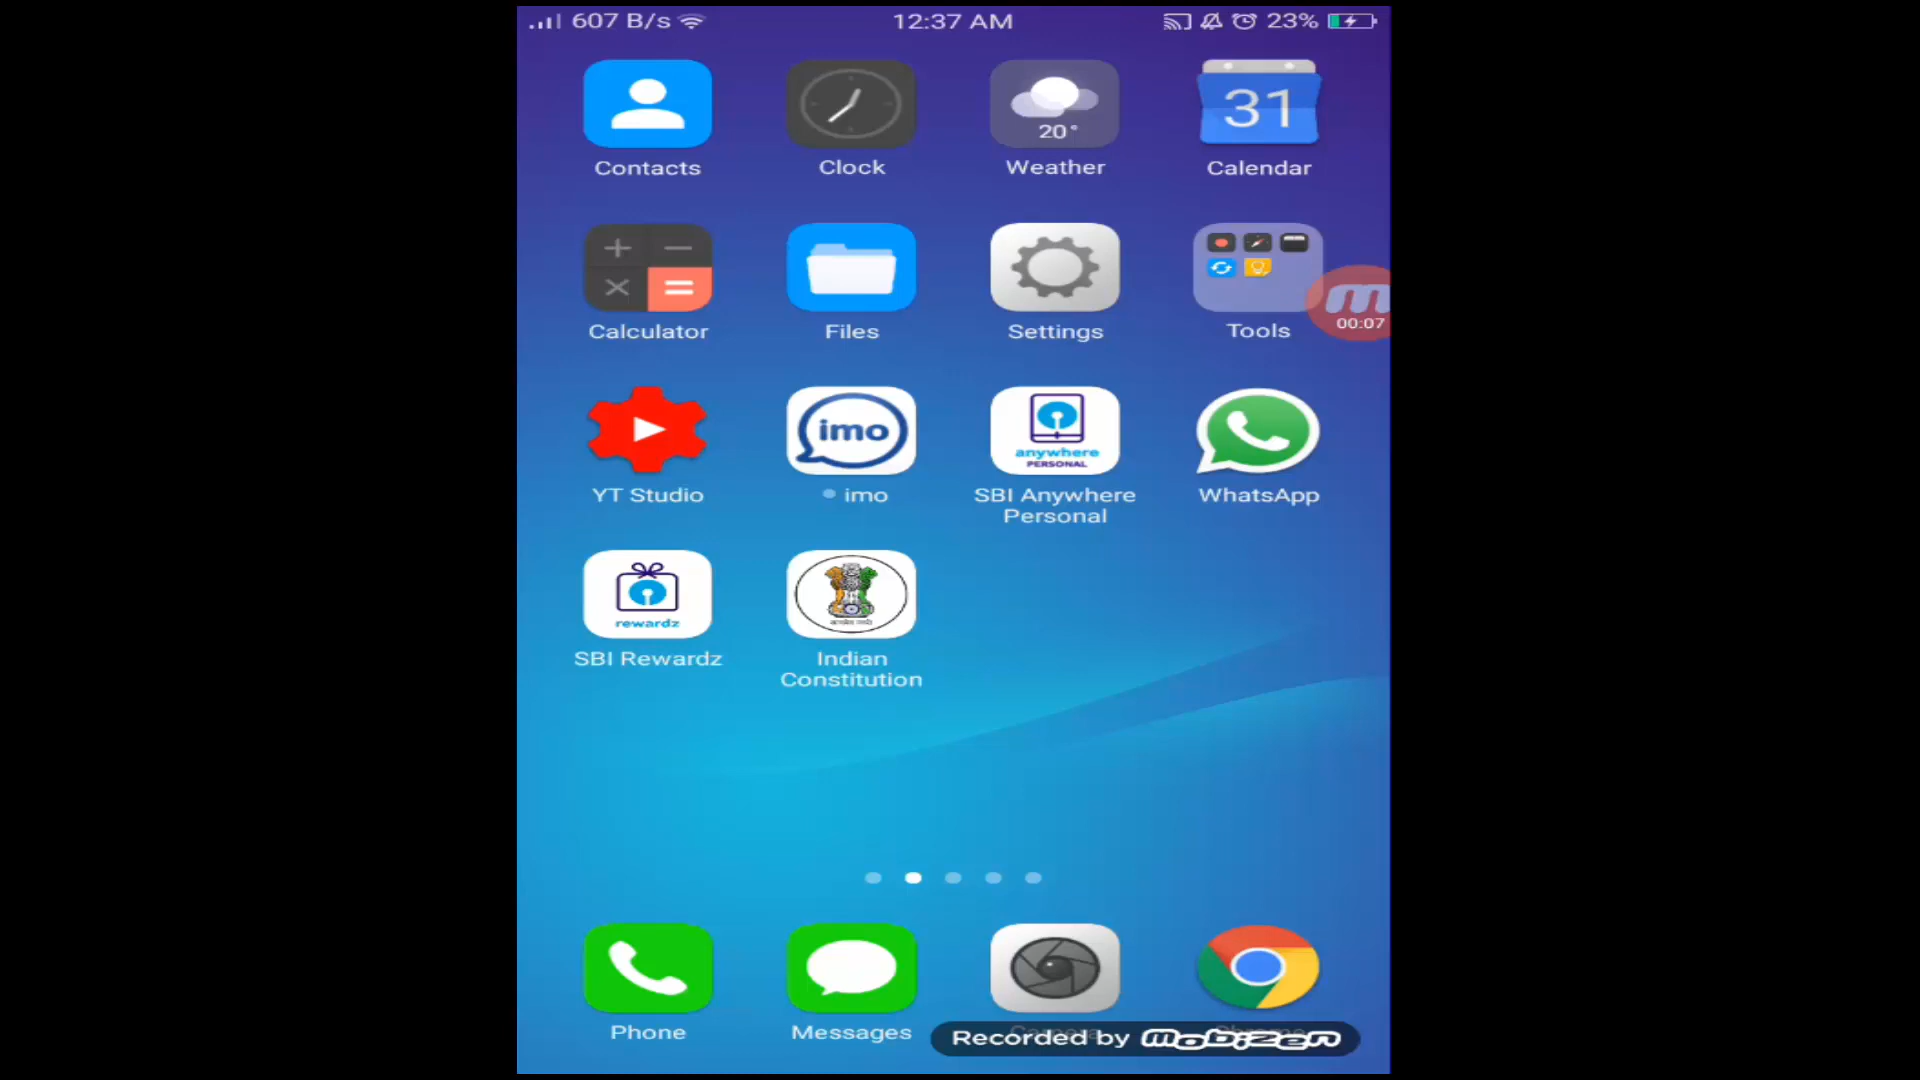 607 B/s 12:37 AM 23%
20°
31
Contacts Clock Weather Calendar
00:07
Calculator Files Settings Tools
imo
anywhere
PERSONAL
YT Studio imo SBI Anywhere Personal WhatsApp
rewardz
SBI Rewardz Indian Constitution
Phone Messages
Recorded by mobizen